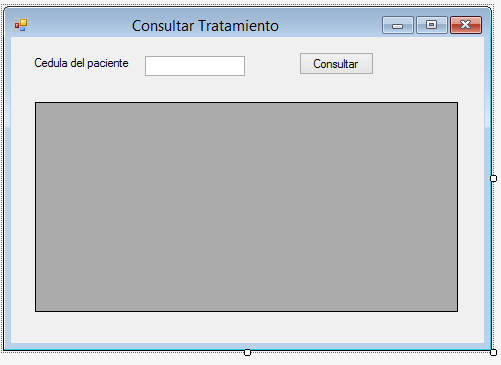 Consultar Tratamiento
Cedula del paciente
Consultar